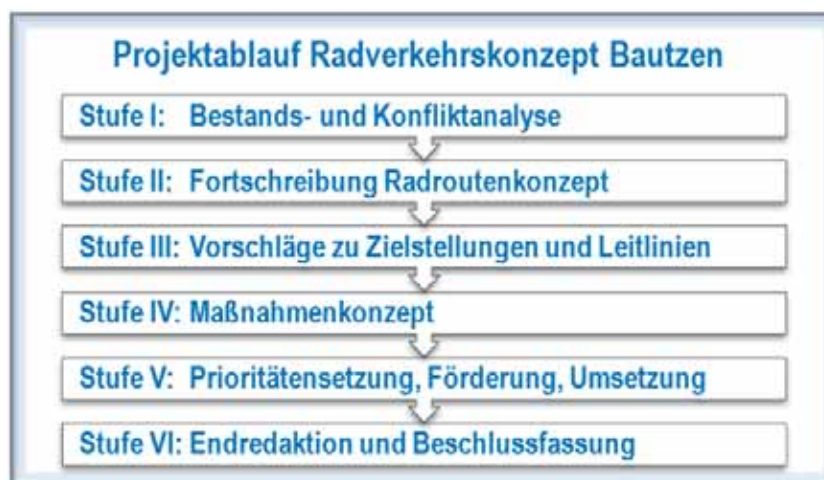 Projektablauf Radverkehrskonzept Bautzen
Stufe I: Bestands- und Konfliktanalyse
Stufe II: Fortschreibung Radroutenkonzept
Stufe III: Vorschläge zu Zielstellungen und Leitlinien
Stufe IV: Maßnahmenkonzept
Stufe V: Prioritätensetzung, Förderung, Umsetzung
Stufe VI: Endredaktion und Beschlussfassung